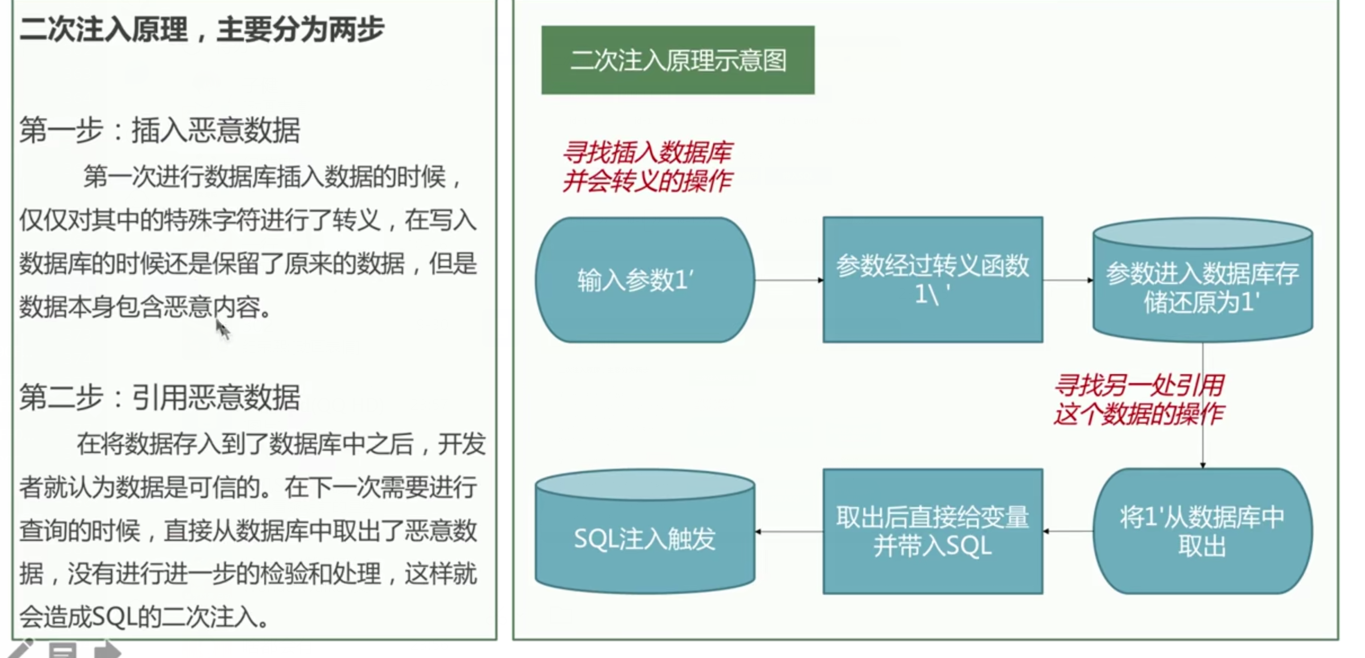 二次注入原理，主要分为两步
第一步：插入恶意数据
第一次进行数据库插入数据的时候，
仅仅对其中的特殊字符进行了转义，在写入
数据库的时候还是保留了原来的数据，但是
数据本身包含恶意内容。
第二步：引用恶意数据
在将数据存入到了数据库中之后，开发
者就认为数据是可信的。在下一次需要进行
查询的时候，直接从数据库中取出了恶意数
据，没有进行进一步的检验和处理，这样就
会造成SQL的二次注入。
二次注入原理示意图
寻找插入数据库
并会转义的操作
输入参数1′
参数经过转义函数
1\ '
参数进入数据库存
储还原为1'
寻找另一处引用
这个数据的操作
将1'从数据库中
取出
取出后直接给变量
并带入SQL
SQL注入触发